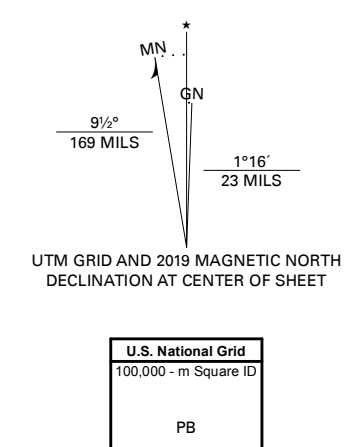 ★
MN
GN
9½°
169 MILS
1°16´
23 MILS
UTM GRID AND 2019 MAGNETIC NORTH
DECLINATION AT CENTER OF SHEET
U.S. National Grid
100,000 - m Square ID
PB